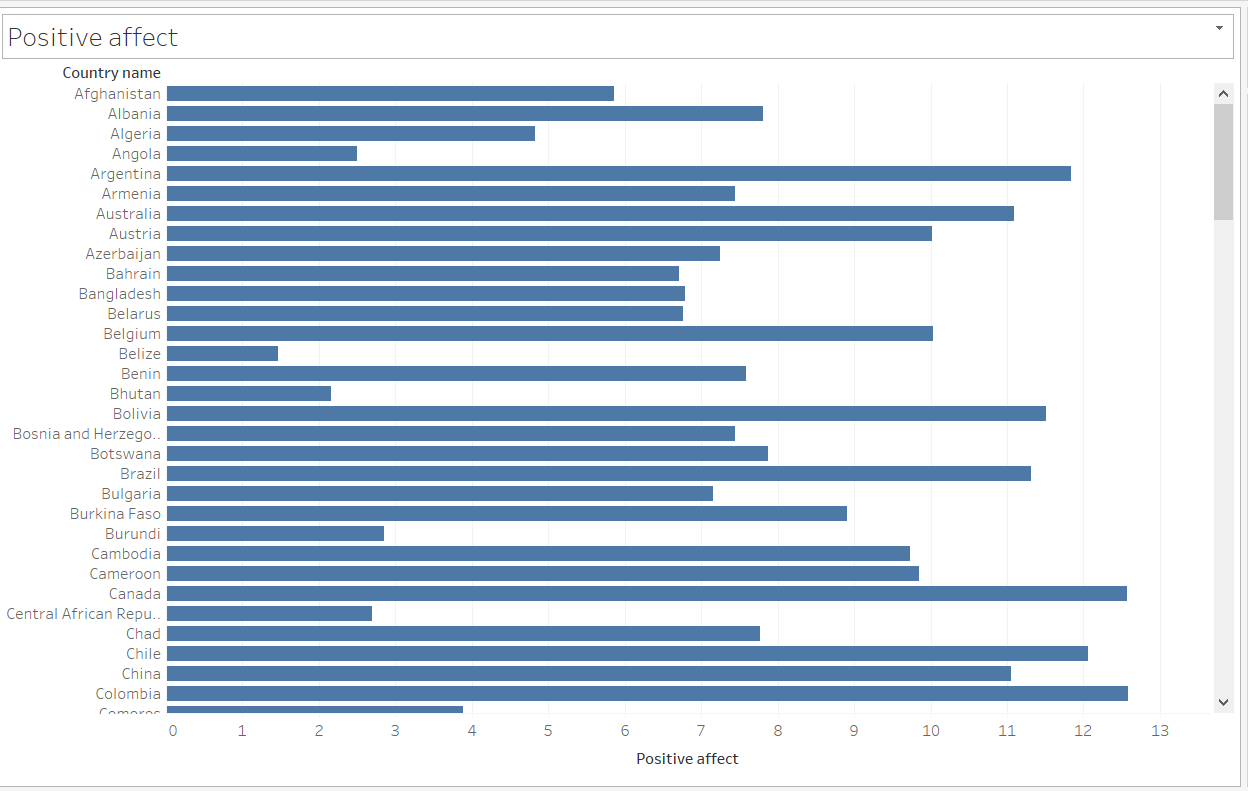 Positive affect
Country name
Afghanistan
Albania
Algeria
Angola
Argentina
Armenia
Australia
Austria
Azerbaijan
Bahrain
Bangladesh
Belarus
Belgium
Belize
Benin
Bhutan
Bolivia
Bosnia and Herzego..
Botswana
Brazil
Bulgaria
Burkina Faso
Burundi
Cambodia
Cameroon
Canada
Central African Repu..
Chad
Chile
China
Colombia
Comoros
0 1 2 3 4 5 6 7 8 9 10 11 12 13
Positive affect